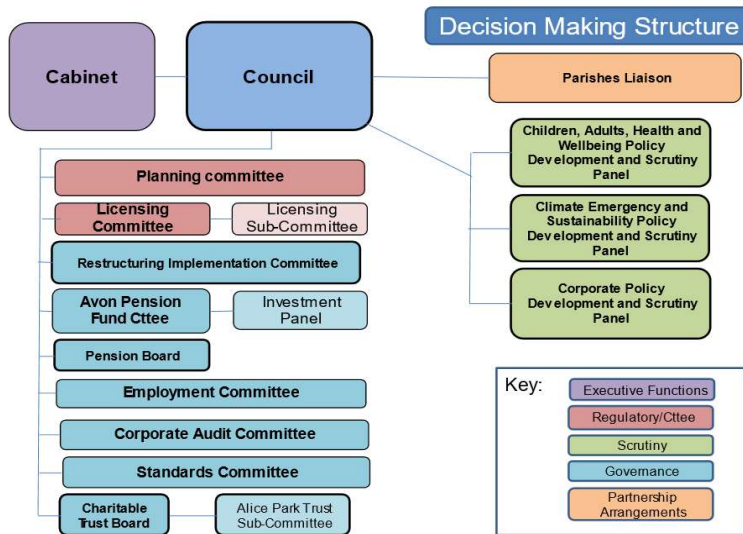 Decision Making Structure
Cabinet
Council
Parishes Liaison
Children, Adults, Health and
Wellbeing Policy
Development and Scrutiny
Panel
Climate Emergency and
Sustainability Policy
Development and Scrutiny
Panel
Corporate Policy
Development and Scrutiny
Panel
Planning committee
Licensing
Committee
Licensing
Sub-Committee
Restructuring Implementation Committee
Avon Pension
Fund Cttee
Investment
Panel
Pension Board
Employment Committee
Corporate Audit Committee
Standards Committee
Charitable
Trust Board
Alice Park Trust
Sub-Committee
Key:
Executive Functions
Regulatory/Cttee
Scrutiny
Governance
Partnership
Arrangements